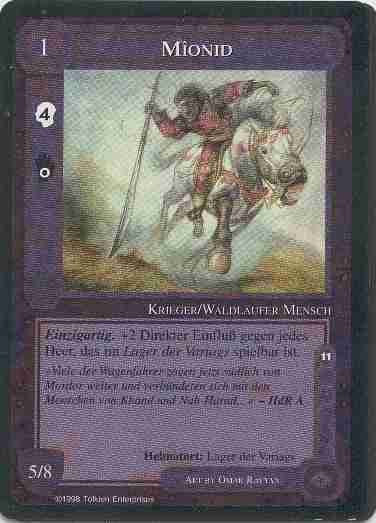 1
MÎONID
4
0
KRIEGER/WALDLÄUFER MENSCH
Einzigartig. +2 Direkter Einfluß gegen jedes
Heer, das im Lager der Variags spielbar ist.
11
»Viele der Wagenfahrer zogen jetzt südlich von
Mordor weiter und verbündeten sich mit den
Menschen von Khand und Nah-Harad...« – HdR A
Heimatort: Lager der Variags
5/8
ART BY OMAR RAYYAN
©1998 Tolkien Enterprises